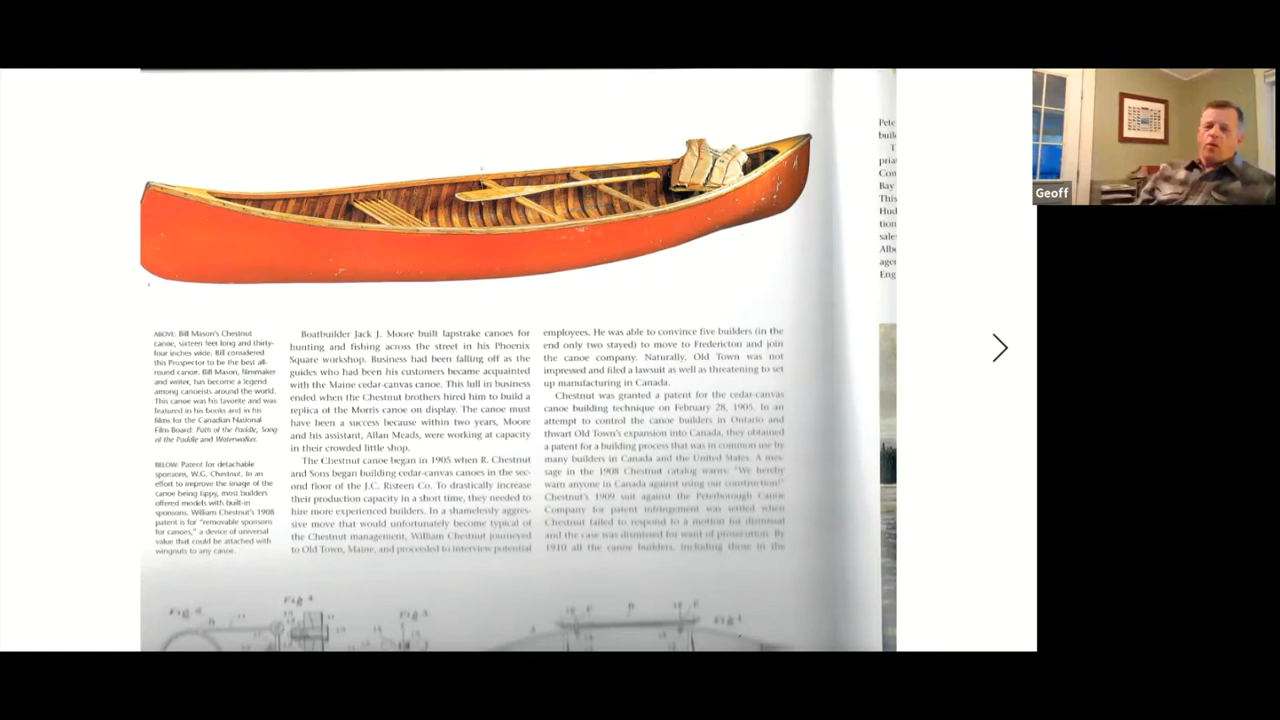 ABOVE: Bill Mason's Chestnut
canoe, sixteen feet long and thirty-
four inches wide. Bill considered
this Prospector to be the best all-
round canoe. Bill Mason, filmmaker
and writer, has become a legend
among canoeists around the world.
This canoe was his favorite and was
featured in his books and in his
films for the Canadian National
Film Board: Path of the Paddle, Song
of the Paddle and Waterwalker.
BELOW: Patent for detachable
sponsons, W.G. Chestnut. In an
effort to improve the image of the
canoe being tippy, most builders
offered models with built-in
sponsons. William Chestnut's 1908
patent is for "removable sponsons
for canoes," a device of universal
value that could be attached with
wingnuts to any canoe.
Boatbuilder Jack J. Moore built lapstrake canoes for
hunting and fishing across the street in his Phoenix
Square workshop. Business had been falling off as the
guides who had been his customers became acquainted
with the Maine cedar-canvas canoe. This lull in business
ended when the Chestnut brothers hired him to build a
replica of the Morris canoe on display. The canoe must
have been a success because within two years, Moore
and his assistant, Allan Meads, were working at capacity
in their crowded little shop.
The Chestnut canoe began in 1905 when R. Chestnut
and Sons began building cedar-canvas canoes in the sec-
ond floor of the J.C. Risteen Co. To drastically increase
their production capacity in a short time, they needed to
hire more experienced builders. In a shamelessly aggres-
sive move that would unfortunately become typical of
the Chestnut management, William Chestnut journeyed
to Old Town, Maine, and proceeded to interview potential
employees. He was able to convince five builders (in the
end only two stayed) to move to Fredericton and join
the canoe company. Naturally, Old Town was not
impressed and filed a lawsuit as well as threatening to set
up manufacturing in Canada.
Chestnut was granted a patent for the cedar-canvas
canoe building technique on February 28, 1905. In an
attempt to control the canoe builders in Ontario and
thwart Old Town's expansion into Canada, they obtained
a patent for a building process that was in common use by
many builders in Canada and the United States. A mes-
sage in the 1908 Chestnut catalog warns: "We hereby
warn anyone in Canada against using our construction!"
Chestnut's 1909 suit against the Peterborough Canoe
Company for patent infringement was settled when
Chestnut failed to respond to a motion for dismissal
and the case was dismissed for want of prosecution. By
1910 all the canoe builders, including those in the
Pete
buil
T
pria
Con
Bay
This
Hud
tion
sale
Albe
agen
Eng
Geoff
Fig. 4
Fig. 3
Fig. 1